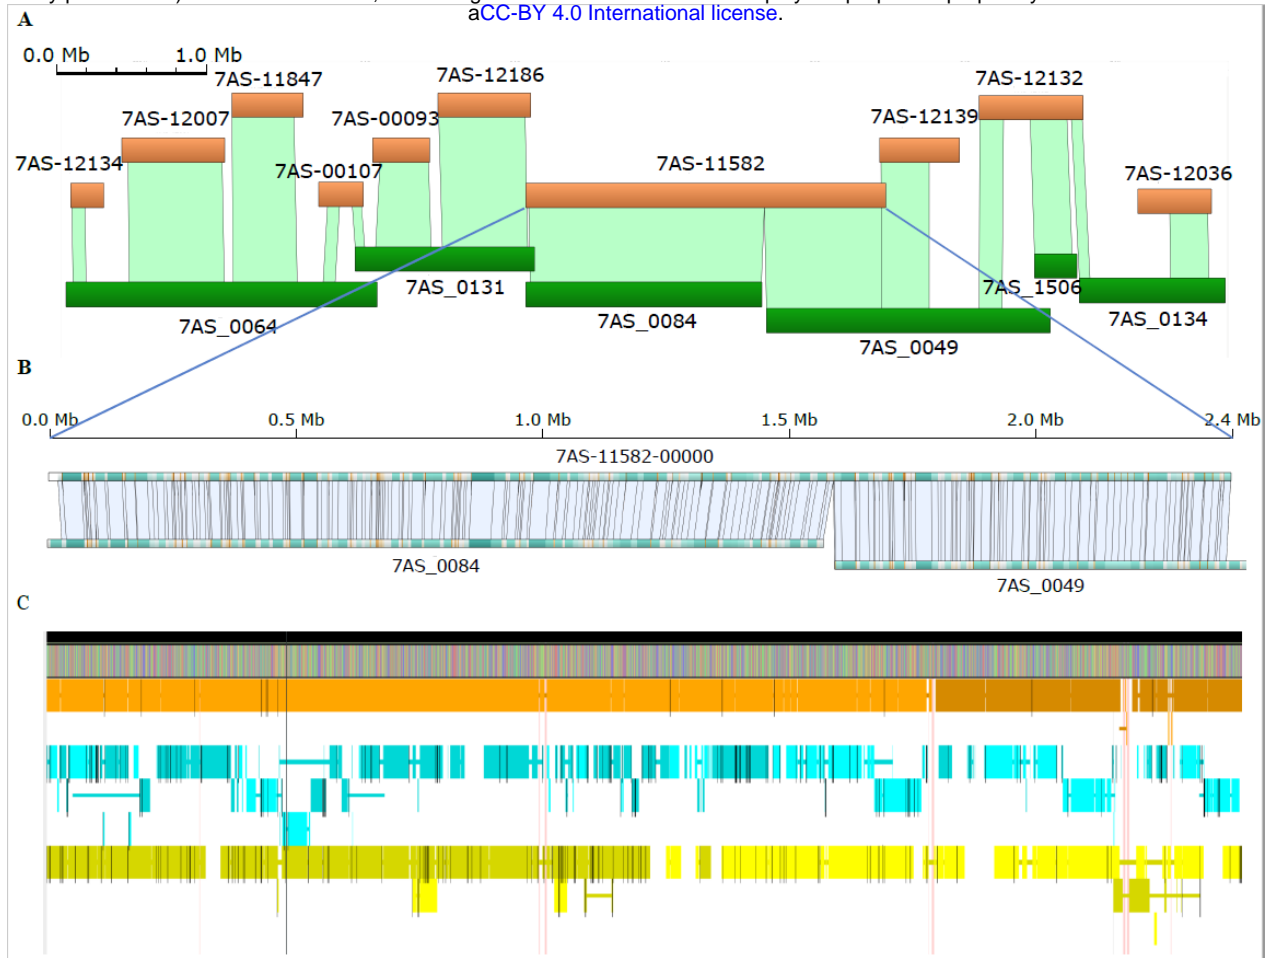 aCC-BY 4.0 International license.
A
0.0 Mb 1.0 Mb
7AS-11847
7AS-12186
7AS-12132
7AS-12007
7AS-00093
7AS-12139
7AS-12134
7AS-00107
7AS-11582
7AS-12036
7AS_0131
7AS_1506
7AS_0064
7AS_0084
7AS_0134
7AS_0049
B
0.0 Mb 0.5 Mb 1.0 Mb 1.5 Mb 2.0 Mb 2.4 Mb
7AS-11582-00000
7AS_0084
7AS_0049
C